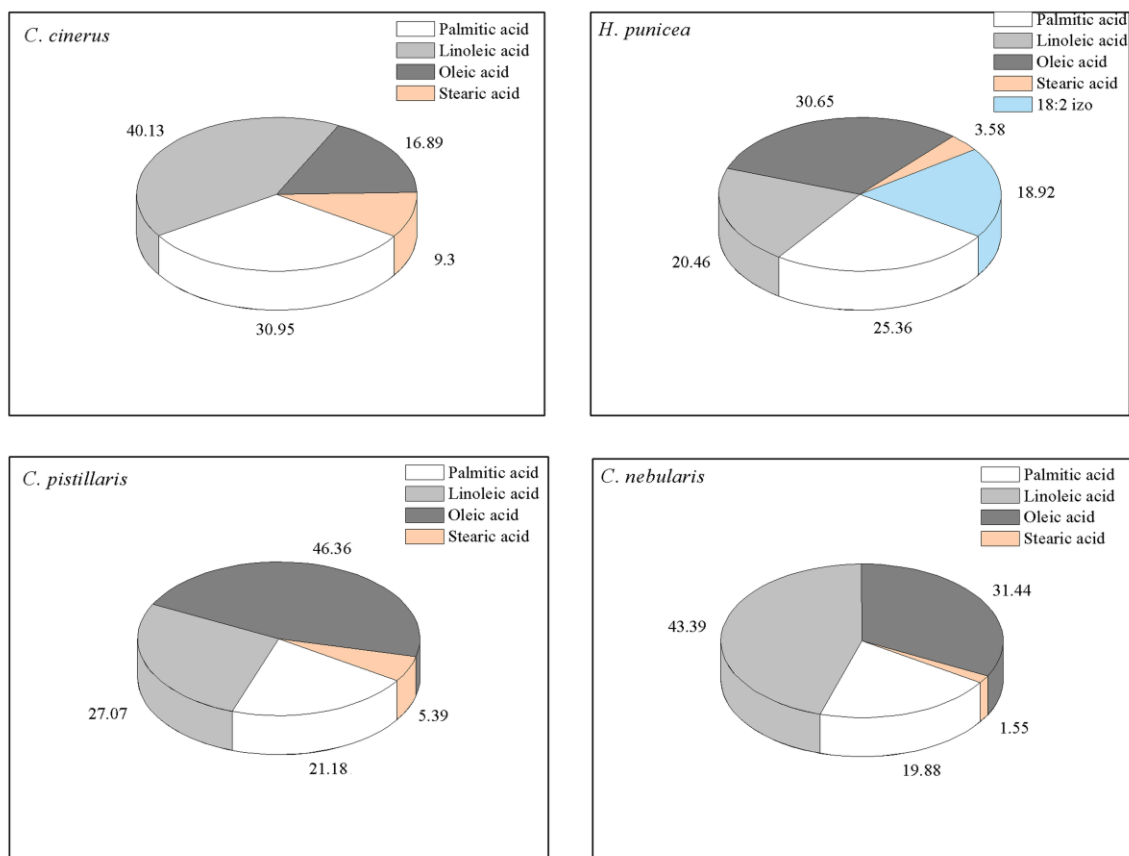 C. cinerus
Palmitic acid
Linoleic acid
Oleic acid
Stearic acid
40.13
16.89
9.3
30.95
H. punicea
Palmitic acid
Linoleic acid
Oleic acid
Stearic acid
18:2 izo
30.65
3.58
18.92
20.46
25.36
C. pistillaris
Palmitic acid
Linoleic acid
Oleic acid
Stearic acid
46.36
27.07
5.39
21.18
C. nebularis
Palmitic acid
Linoleic acid
Oleic acid
Stearic acid
31.44
43.39
1.55
19.88